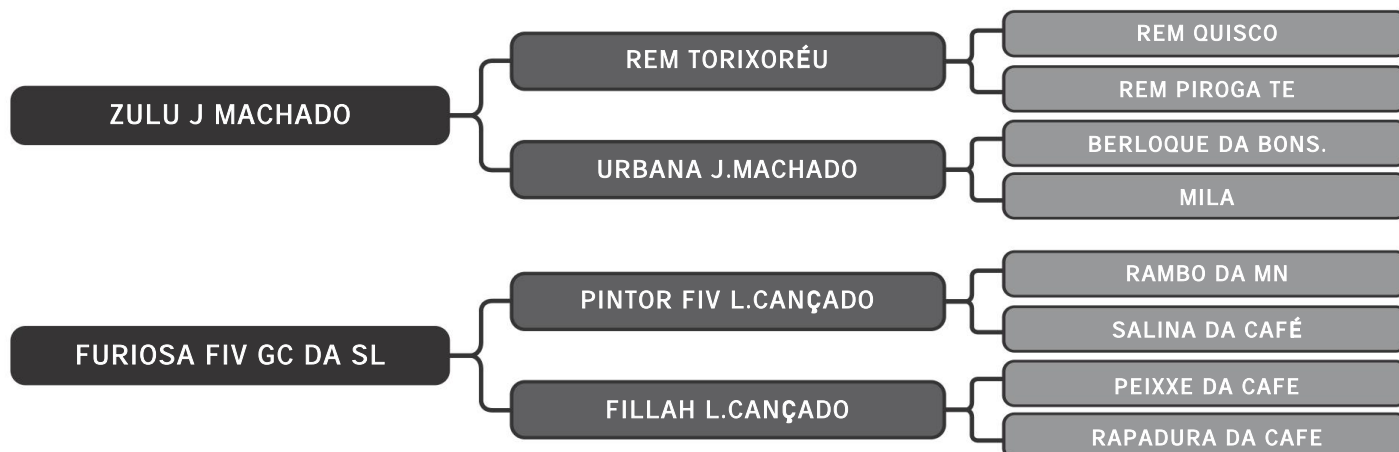 ZULU J MACHADO
REM TORIXORÉU
URBANA J.MACHADO
REM QUISCO
REM PIROGA TE
BERLOQUE DA BONS.
MILA
FURIOSA FIV GC DA SL
PINTOR FIV L.CANÇADO
FILLAH L.CANÇADO
RAMBO DA MN
SALINA DA CAFÉ
PEIXXE DA CAFE
RAPADURA DA CAFE